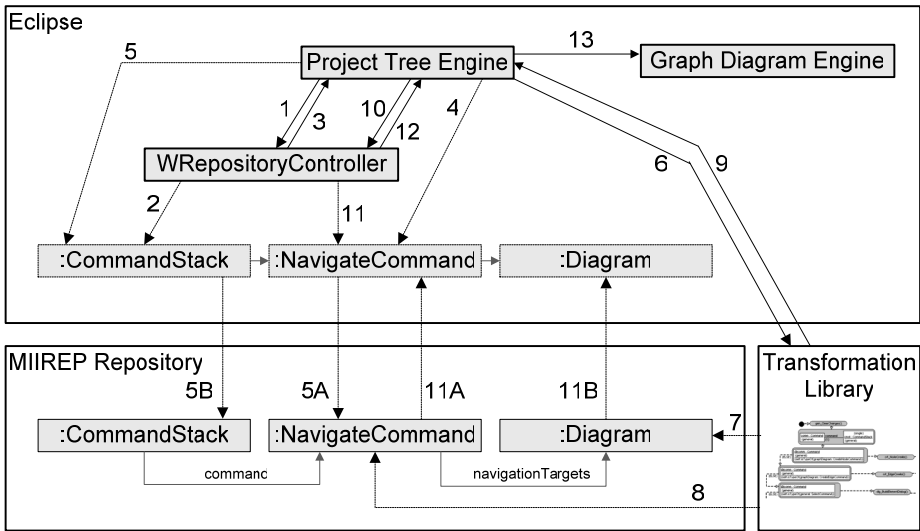 Eclipse
5
Project Tree Engine
13
Graph Diagram Engine
1
3
10
12
4
6
9
WRepositoryController
2
11
:CommandStack
:NavigateCommand
:Diagram
MIIREP Repository
Transformation
Library
5B
5A
11A
11B
7
:CommandStack
:NavigateCommand
:Diagram
command
navigationTargets
8